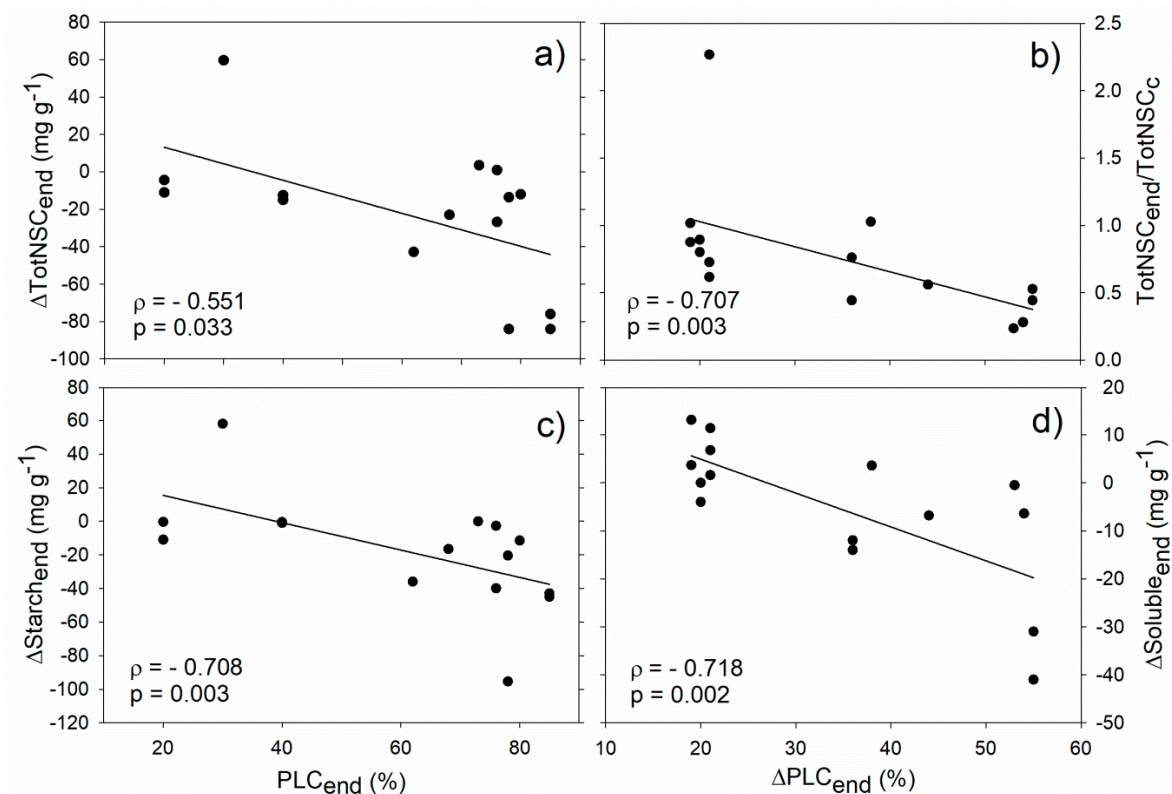 80
60
40
20
0
-20
-40
-60
-80
-100
ΔTotNSCend (mg g-1)
a)
ρ = - 0.551
p = 0.033
b)
ρ = - 0.707
p = 0.003
2.5
2.0
1.5
1.0
0.5
0.0
TotNSCend/TotNSCc
80
60
40
20
0
-20
-40
-60
-80
-100
-120
ΔStarchend (mg g-1)
c)
ρ = - 0.708
p = 0.003
20 40 60 80
PLCend (%)
d)
ρ = - 0.718
p = 0.002
20
10
0
-10
-20
-30
-40
-50
ΔSolubleend (mg g-1)
10 20 30 40 50 60
ΔPLCend (%)